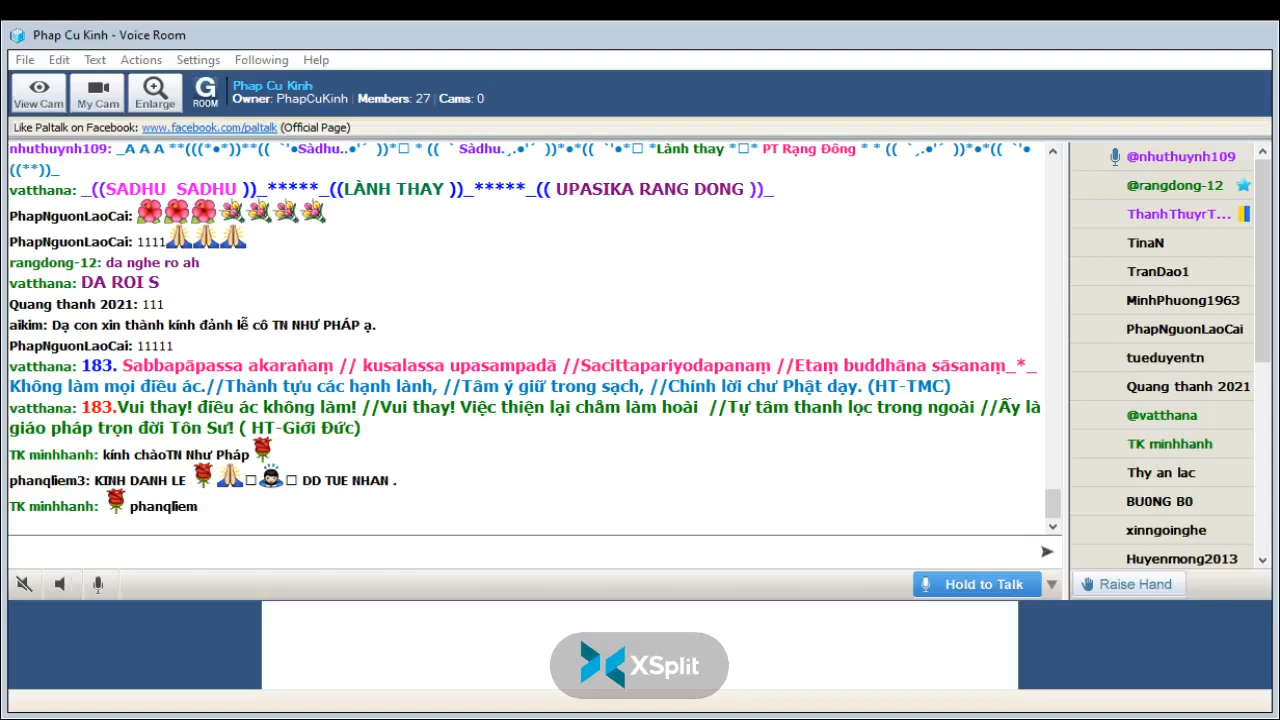 Phap Cu Kinh - Voice Room
File Edit Text Actions Settings Following Help
View Cam My Cam Enlarge G ROOM
Phap Cu Kinh
Owner: PhapCuKinh | Members: 27 | Cams: 0
Like Paltalk on Facebook: www.facebook.com/paltalk (Official Page)
nhuthuynh109: _A A A **(((*●*))**(( `'●Sàdhu..●'´ ))*□ * (( ` Sàdhu.¸.●'´ ))*●*(( `'●*□ *Lành thay *□* PT Rạng Đông * * (( `¸.●'´ ))*●*(( `'●
((**))_
vatthana: _((SADHU SADHU ))_*****_((LÀNH THAY ))_*****_(( UPASIKA RANG DONG ))_
PhapNguonLaoCai: 🌺🌺🌺💐💐💐💐
PhapNguonLaoCai: 1111🙏🙏🙏
rangdong-12: da nghe ro ah
vatthana: DA ROI S
Quang thanh 2021: 111
aikim: Dạ con xin thành kính đảnh lễ cô TN NHƯ PHÁP ạ.
PhapNguonLaoCai: 11111
vatthana: 183. Sabbapāpassa akaraṅaṃ // kusalassa upasampadā //Sacittapariyodapanaṃ //Etaṃ buddhāna sāsanaṃ_*_
Không làm mọi điều ác.//Thành tựu các hạnh lành, //Tâm ý giữ trong sạch, //Chính lời chư Phật dạy. (HT-TMC)
vatthana: 183.Vui thay! điều ác không làm! //Vui thay! Việc thiện lại chăm làm hoài //Tự tâm thanh lọc trong ngoài //Ấy là
giáo pháp trọn đời Tôn Sư! ( HT-Giới Đức)
TK minhhanh: kính chàoTN Như Pháp 🌹
phanqliem3: KINH DANH LE 🌹🙏□🙇□ DD TUE NHAN .
TK minhhanh: 🌹phanqliem
@nhuthuynh109
@rangdong-12
ThanhThuyrT...
TinaN
TranDao1
MinhPhuong1963
PhapNguonLaoCai
tueduyentn
Quang thanh 2021
@vatthana
TK minhhanh
Thy an lac
BU0NG B0
xinngoinghe
Huyenmong2013
Hold to Talk
Raise Hand
XSplit